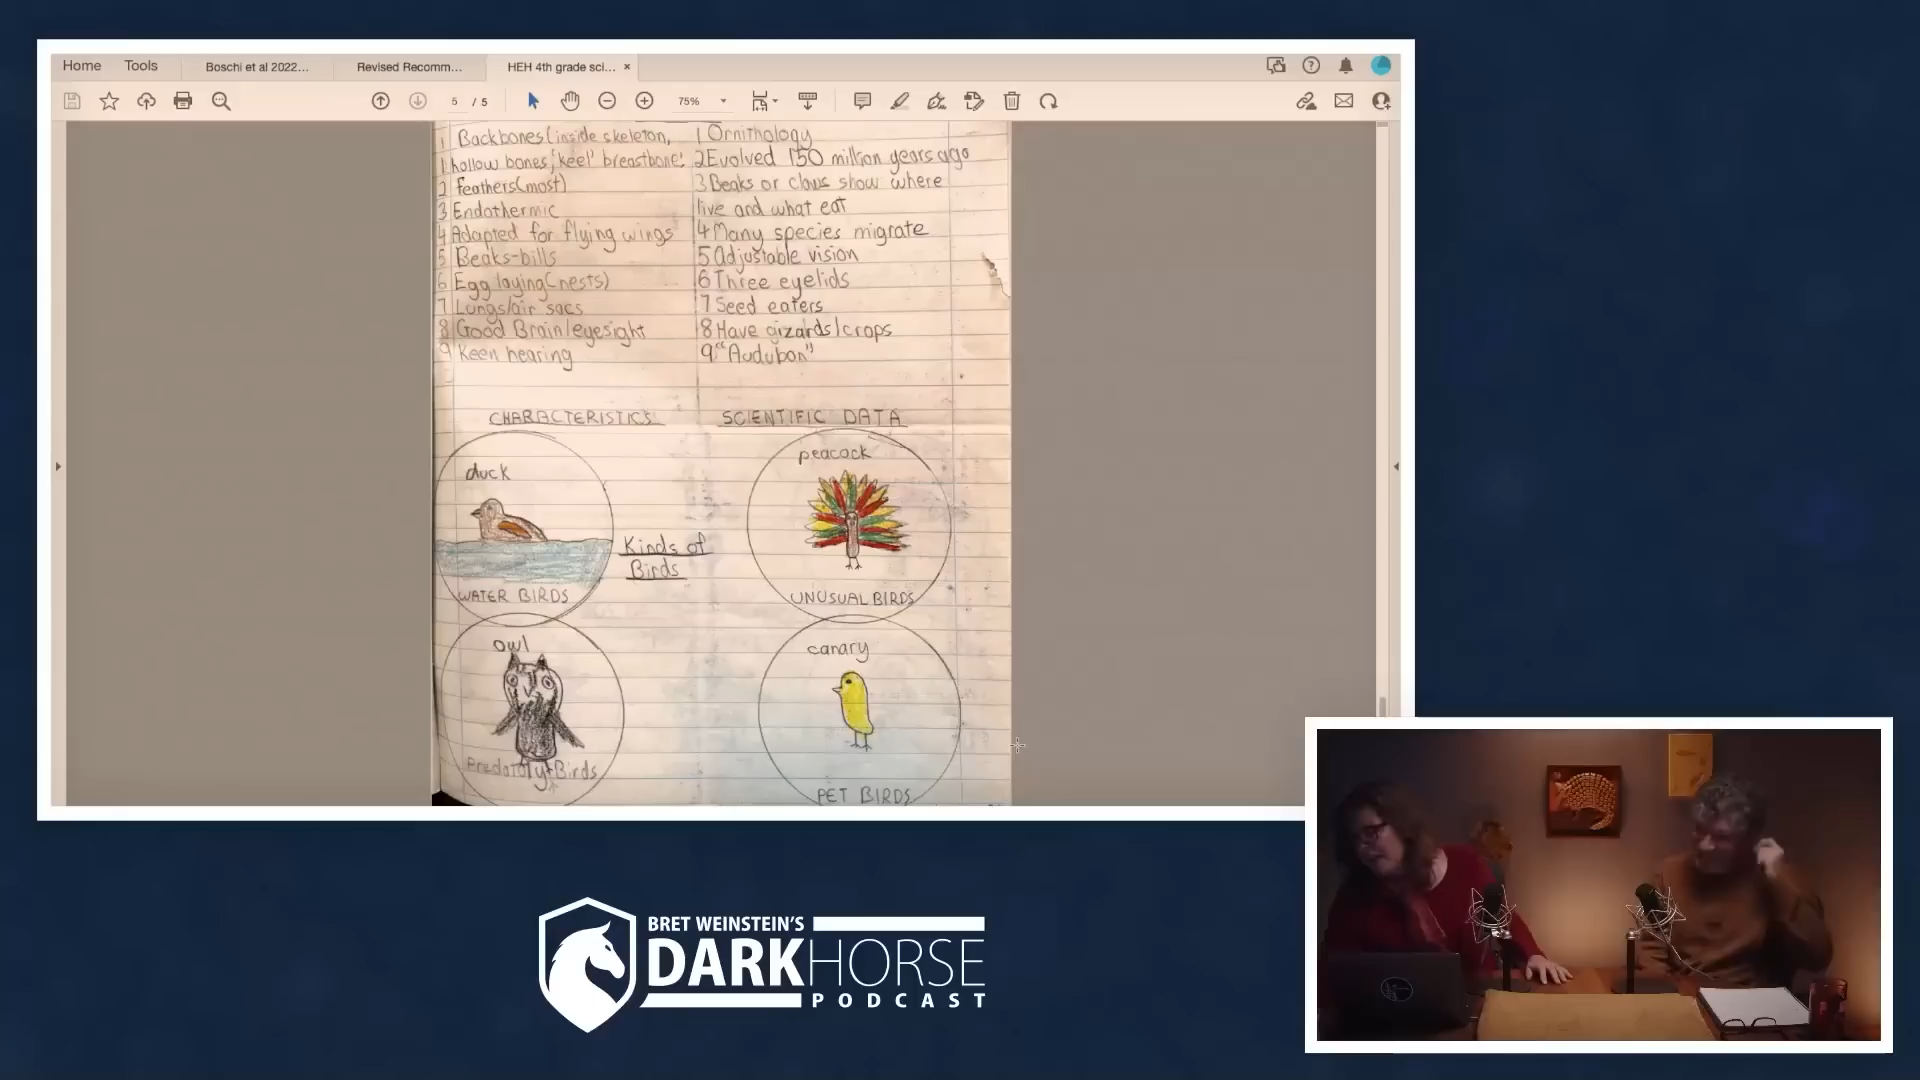 Home Tools Boschi et al 2022... Revised Recomm... HEH 4th grade sci... ×
5 / 5 75%
1 Backbones (inside skeleton,
1 hollow bones, 'keel' breastbone!
2 feathers (most)
3 Endothermic
4 Adapted for flying wings
5 Beaks-bills
6 Egg laying (nests)
7 Lungs/air sacs
8 Good Brain/eyesight
9 Keen hearing
1 Ornithology
2 Evolved 150 million years ago
3 Beaks or claws show where
live and what eat
4 Many species migrate
5 adjustable vision
6 Three eyelids
7 Seed eaters
8 Have gizards/crops
9 "Audubon"
CHARACTERISTICS SCIENTIFIC DATA
duck
WATER BIRDS
Kinds of
Birds
peacock
UNUSUAL BIRDS
owl
Predatory Birds
canary
PET BIRDS
BRET WEINSTEIN'S
DARKHORSE
PODCAST